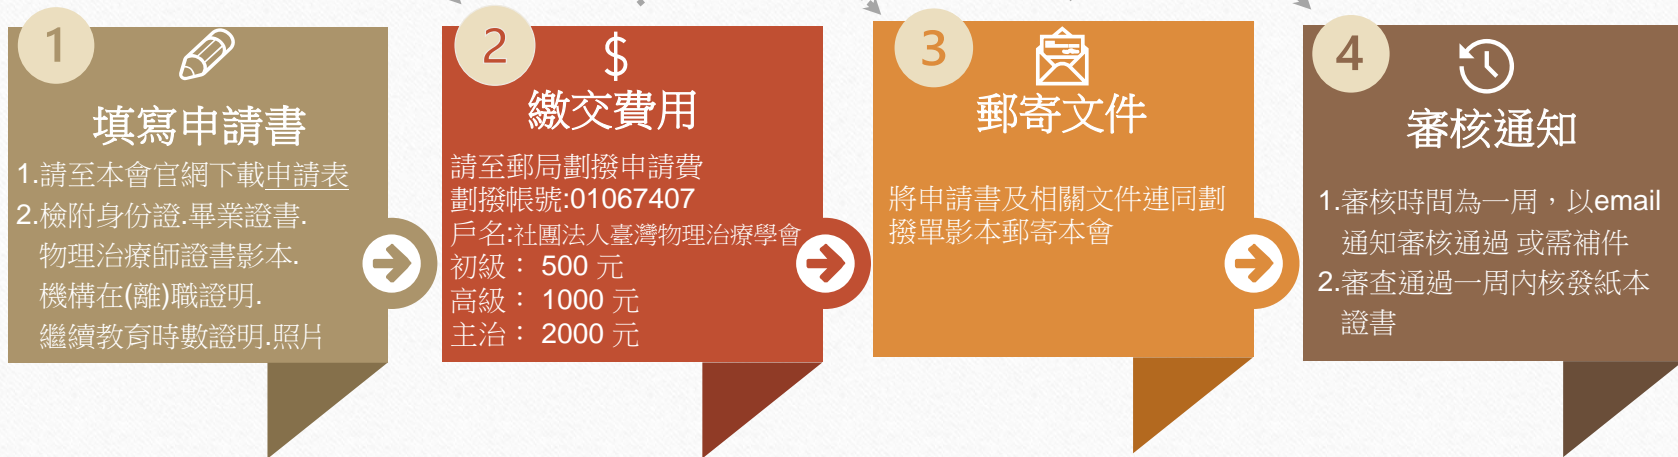 1
填寫申請書
1.請至本會官網下載申請表
2.檢附身份證.畢業證書.
物理治療師證書影本.
機構在(離)職證明.
繼續教育時數證明.照片
2
$
繳交費用
請至郵局劃撥申請費
劃撥帳號:01067407
戶名:社團法人臺灣物理治療學會
初級： 500 元
高級： 1000 元
主治： 2000 元
3
郵寄文件
將申請書及相關文件連同劃
撥單影本郵寄本會
4
審核通知
1.審核時間為一周，以email
通知審核通過 或需補件
2.審查通過一周內核發紙本
證書